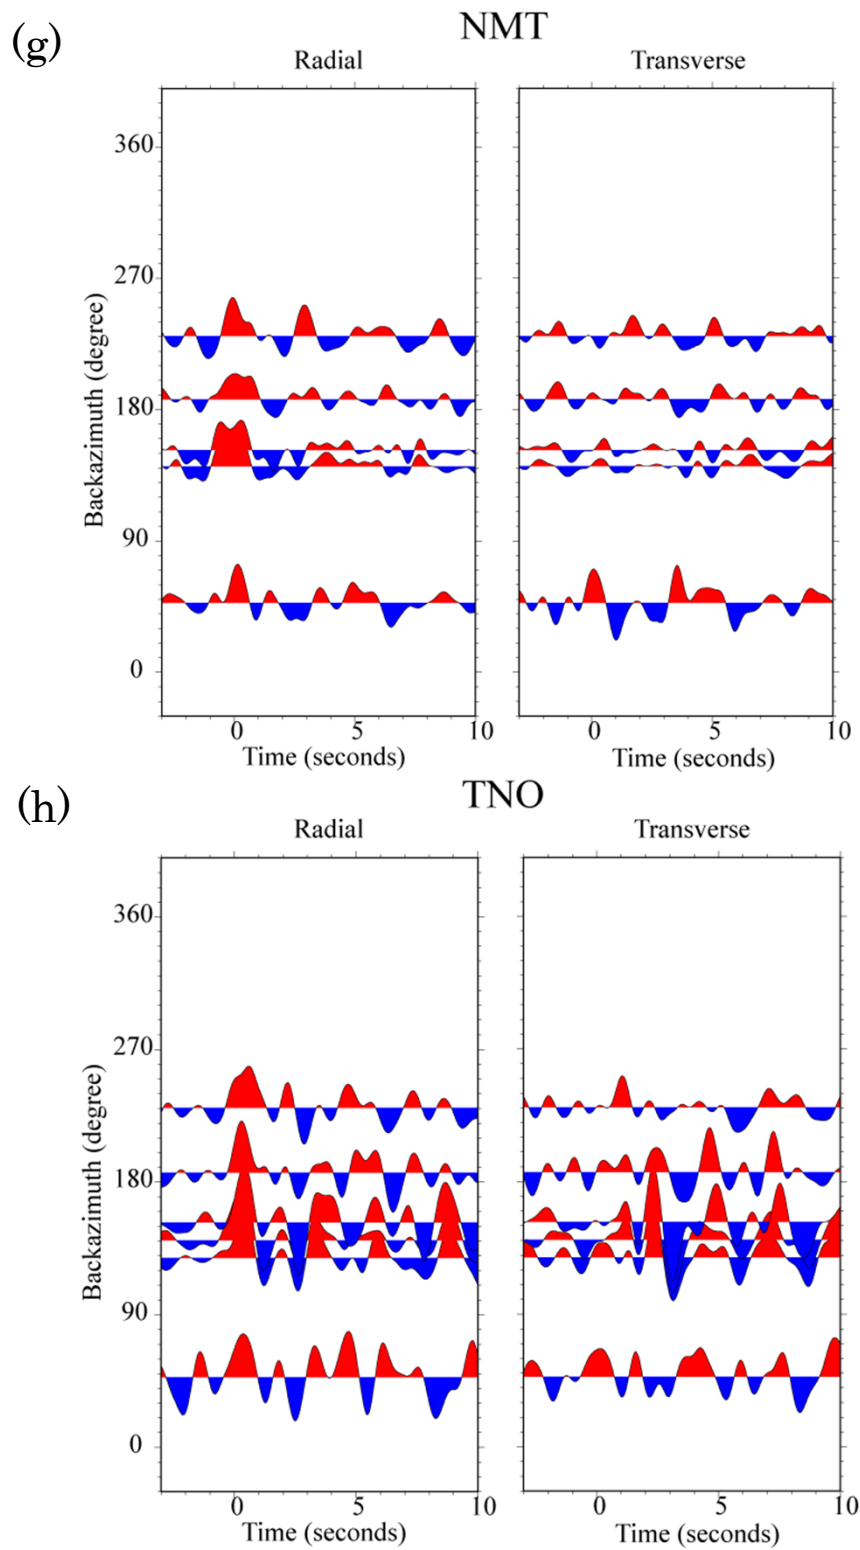 (g)
NMT
Radial Transverse
360
270
180
90
0
Backazimuth (degree)
0 5 10 0 5 10
Time (seconds) Time (seconds)
(h)
TNO
Radial Transverse
360
270
180
90
0
Backazimuth (degree)
0 5 10 0 5 10
Time (seconds) Time (seconds)